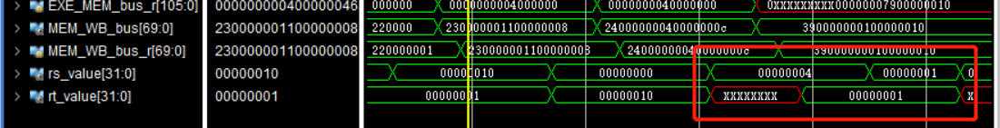 EXE_MEM_bus_r[105:0] 0000000000400000046 000000 0000000004000000 00000000040000000 0xxxxxxxxx00000007900000010
MEM_WB_bus[69:0] 230000001100000008 220000 230000001100000008 24000000040000000c 390000000100000010
MEM_WB_bus_r[69:0] 230000001100000008 220000001 230000001100000008 24000000040000000c 390000000100000010
rs_value[31:0] 00000010 00000010 00000000 00000004 00000001 0
rt_value[31:0] 00000001 00000001 00000010 xxxxxxxx 00000001 x